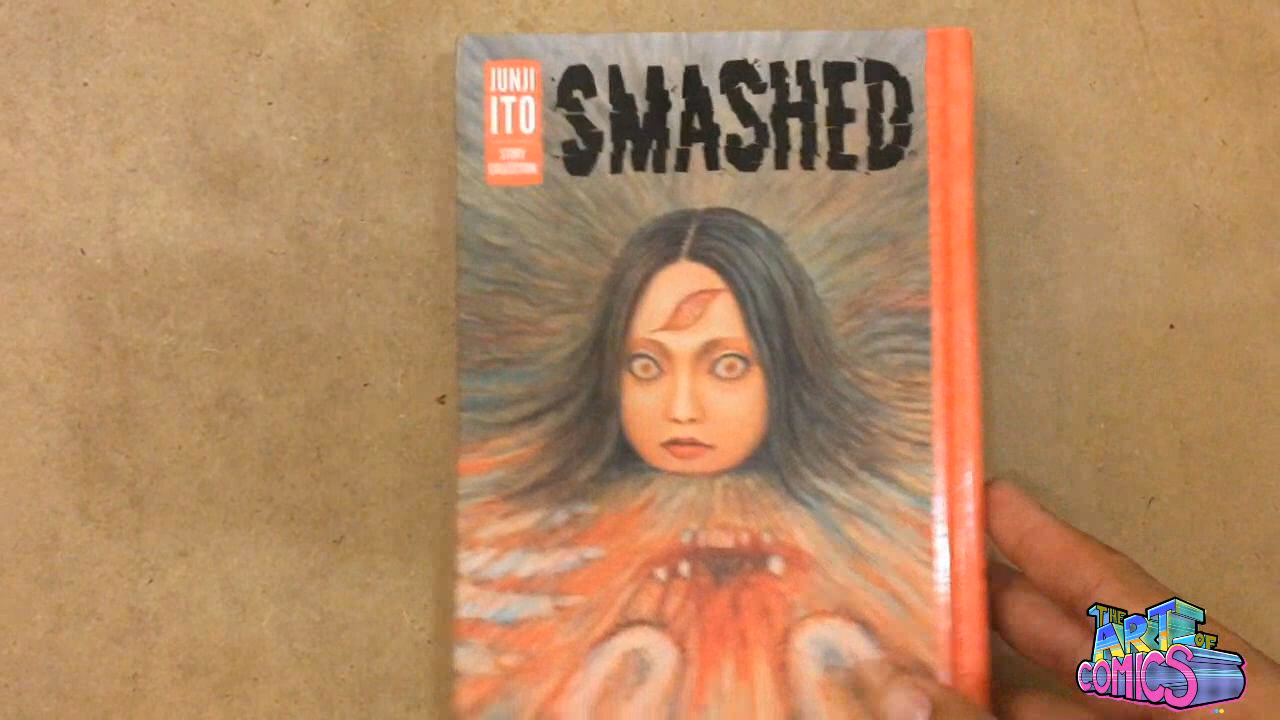 JUNJI
ITO
STORY
COLLECTION
SMASHED
THE
ART OF
COMICS